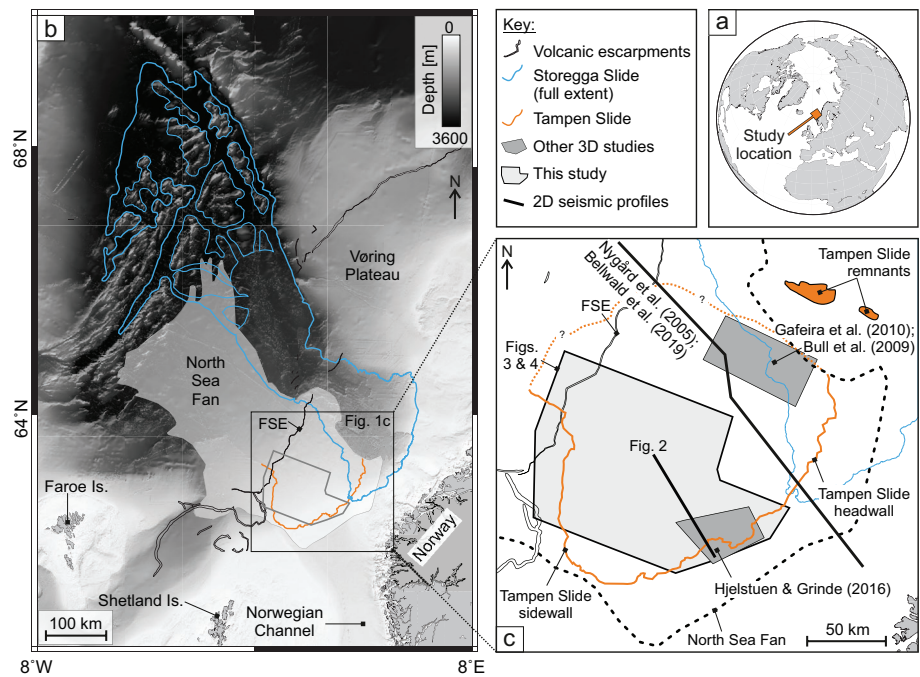 b
0
Depth [m]
3600
68°N
N
Vøring
Plateau
North
Sea
Fan
64°N
FSE
Fig. 1c
Faroe Is.
Norway
Shetland Is.
Norwegian
Channel
100 km
8°W
8°E
Key:
Volcanic escarpments
Storegga Slide
(full extent)
Tampen Slide
Other 3D studies
This study
2D seismic profiles
a
Study
location
N
Nygård et al. (2005);
Bellwald et al. (2019)
Tampen Slide
remnants
?
FSE
Gafeira et al. (2010);
Bull et al. (2009)
?
Figs.
3 & 4
Fig. 2
Tampen Slide
headwall
Tampen Slide
sidewall
Hjelstuen & Grinde (2016)
North Sea Fan
50 km
c